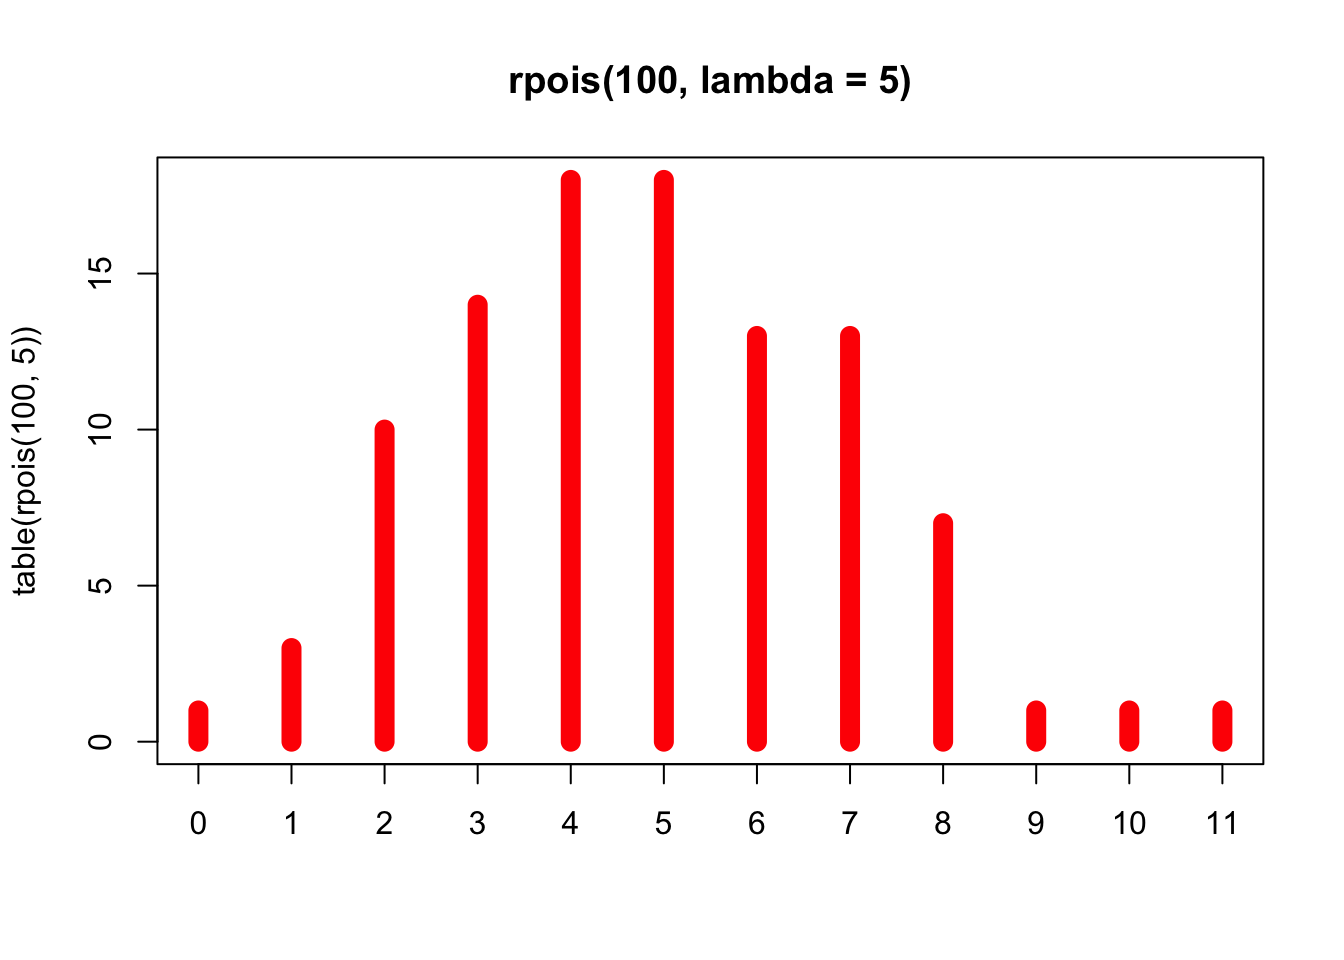 rpois(100, lambda = 5)
table(rpois(100, 5))
15
10
5
0
0 1 2 3 4 5 6 7 8 9 10 11